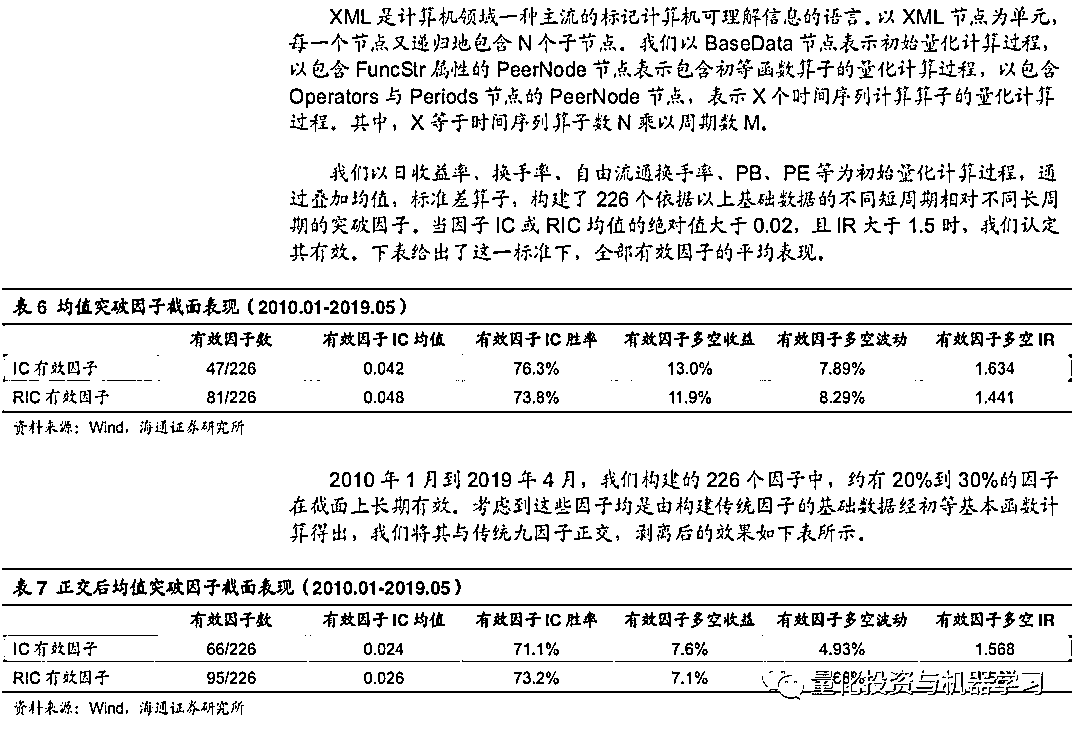 XML 是计算机领域一种主流的标记计算机可理解信息的语言。以 XML 节点为单元，
每一个节点又递归地包含 N 个子节点。我们以 BaseData 节点表示初始量化计算过程，
以包含 FuncStr 属性的 PeerNode 节点表示包含初等函数算子的量化计算过程，以包含
Operators 与 Periods 节点的 PeerNode 节点，表示 X 个时间序列计算算子的量化计算
过程。其中，X 等于时间序列算子数 N 乘以周期数 M。
我们以日收益率、换手率、自由流通换手率、PB、PE 等为初始量化计算过程，通
过叠加均值，标准差算子，构建了 226 个依据以上基础数据的不同短周期相对不同长周
期的突破因子。当因子 IC 或 RIC 均值的绝对值大于 0.02，且 IR 大于 1.5 时，我们认定
其有效。下表给出了这一标准下，全部有效因子的平均表现。
表 6 均值突破因子截面表现（2010.01-2019.05）
有效因子数 有效因子 IC 均值 有效因子 IC 胜率 有效因子多空收益 有效因子多空波动 有效因子多空 IR
IC 有效因子 47/226 0.042 76.3% 13.0% 7.89% 1.634
RIC 有效因子 81/226 0.048 73.8% 11.9% 8.29% 1.441
资料来源：Wind，海通证券研究所
2010 年 1 月到 2019 年 4 月，我们构建的 226 个因子中，约有 20%到 30%的因子
在截面上长期有效。考虑到这些因子均是由构建传统因子的基础数据经初等基本函数计
算得出，我们将其与传统九因子正交，剥离后的效果如下表所示。
表 7 正交后均值突破因子截面表现（2010.01-2019.05）
有效因子数 有效因子 IC 均值 有效因子 IC 胜率 有效因子多空收益 有效因子多空波动 有效因子多空 IR
IC 有效因子 66/226 0.024 71.1% 7.6% 4.93% 1.568
RIC 有效因子 95/226 0.026 73.2% 7.1%
量化投资与机器学习
资料来源：Wind，海通证券研究所